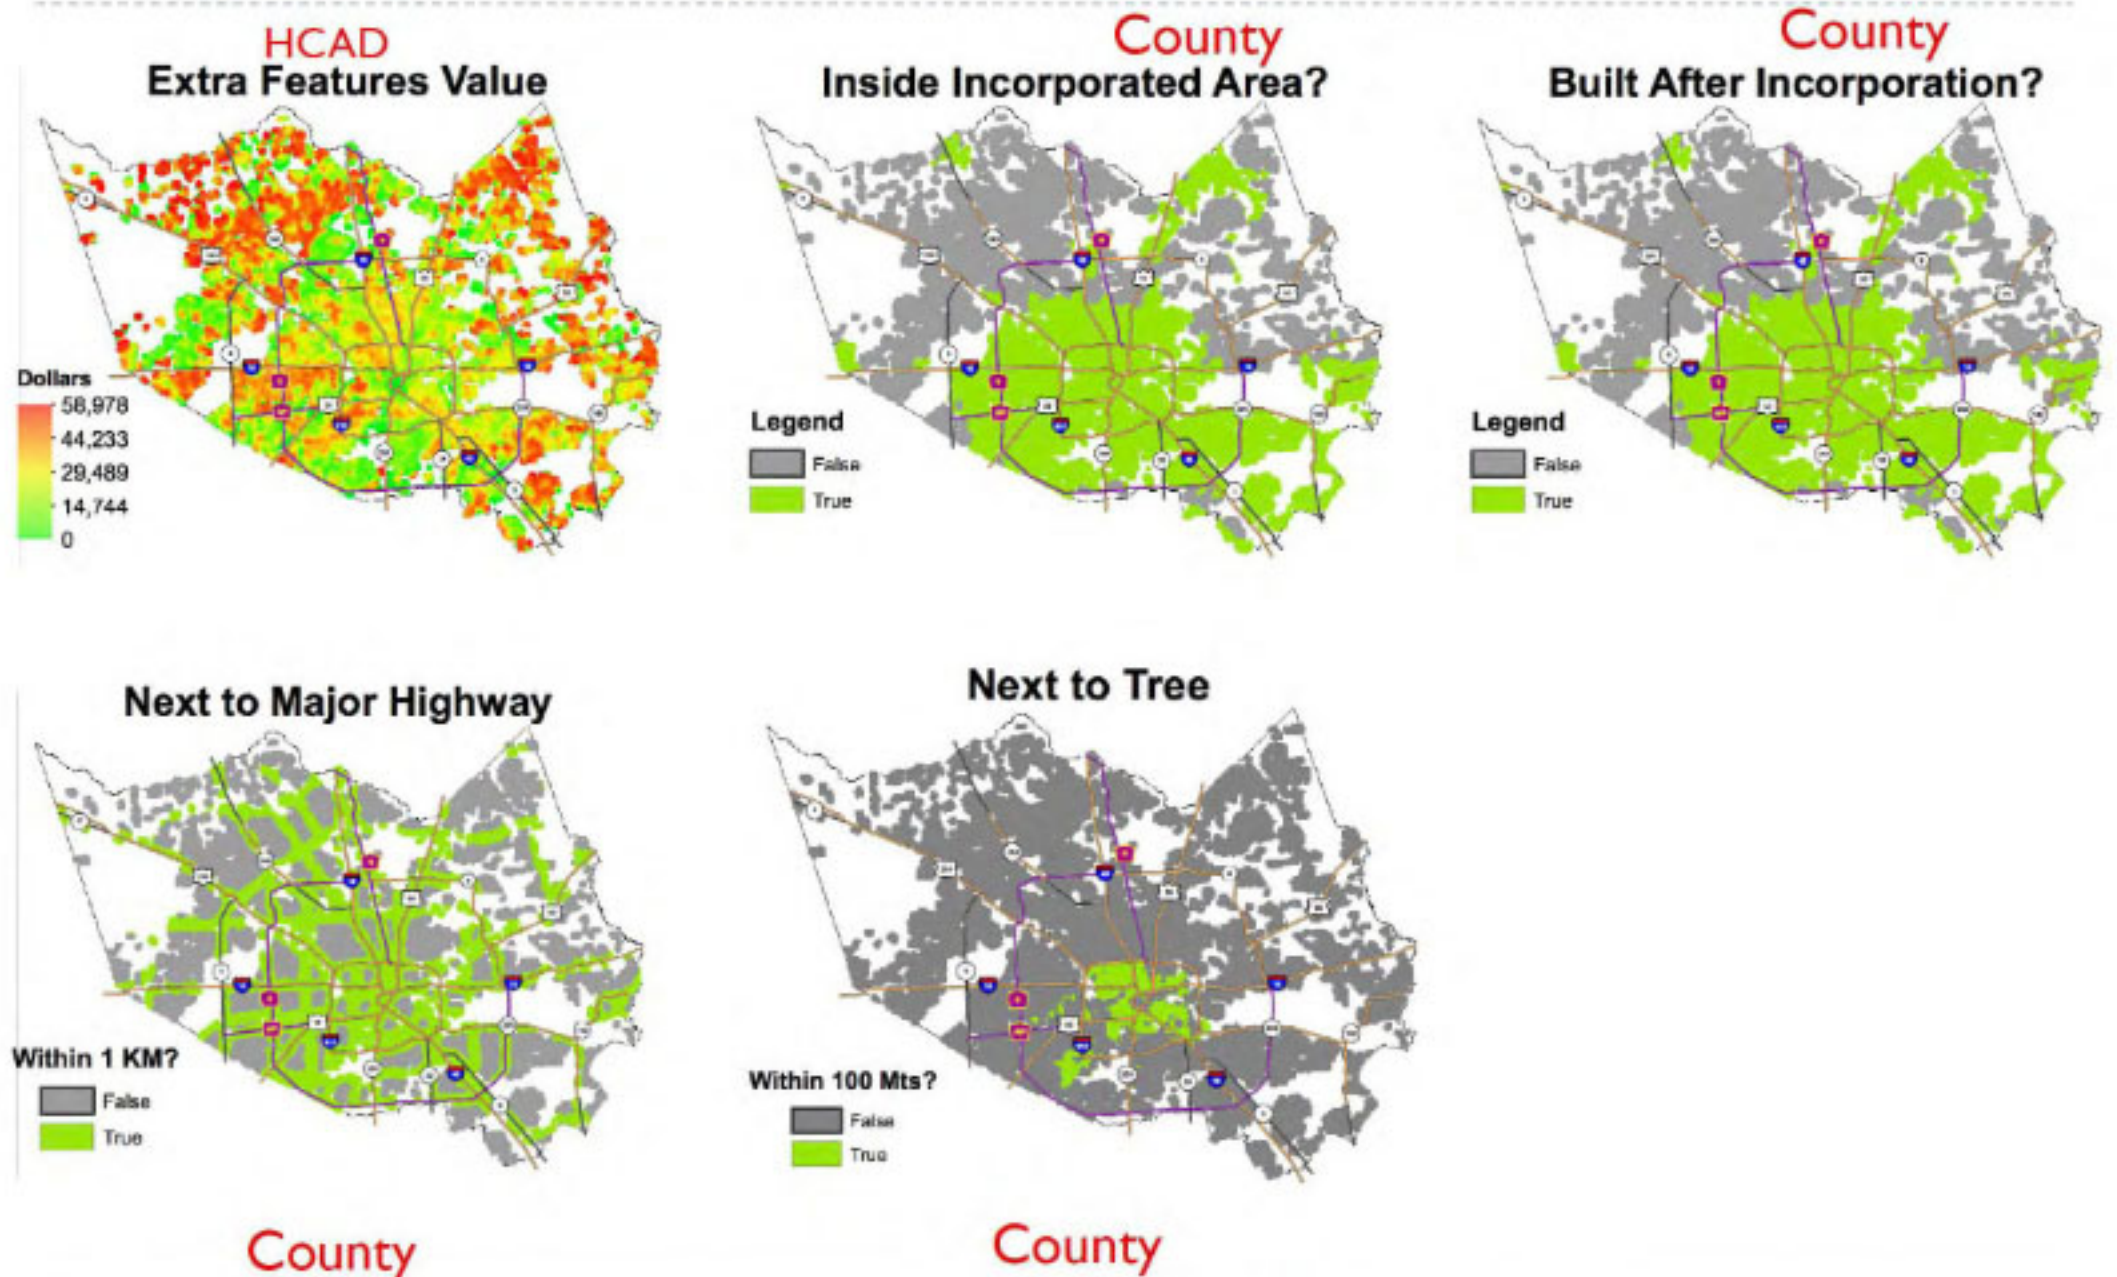 HCAD
Extra Features Value
Dollars
58,978
44,233
29,489
14,744
0
County
Inside Incorporated Area?
Legend
False
True
County
Built After Incorporation?
Legend
False
True
Next to Major Highway
Within 1 KM?
False
True
County
Next to Tree
Within 100 Mts?
False
True
County